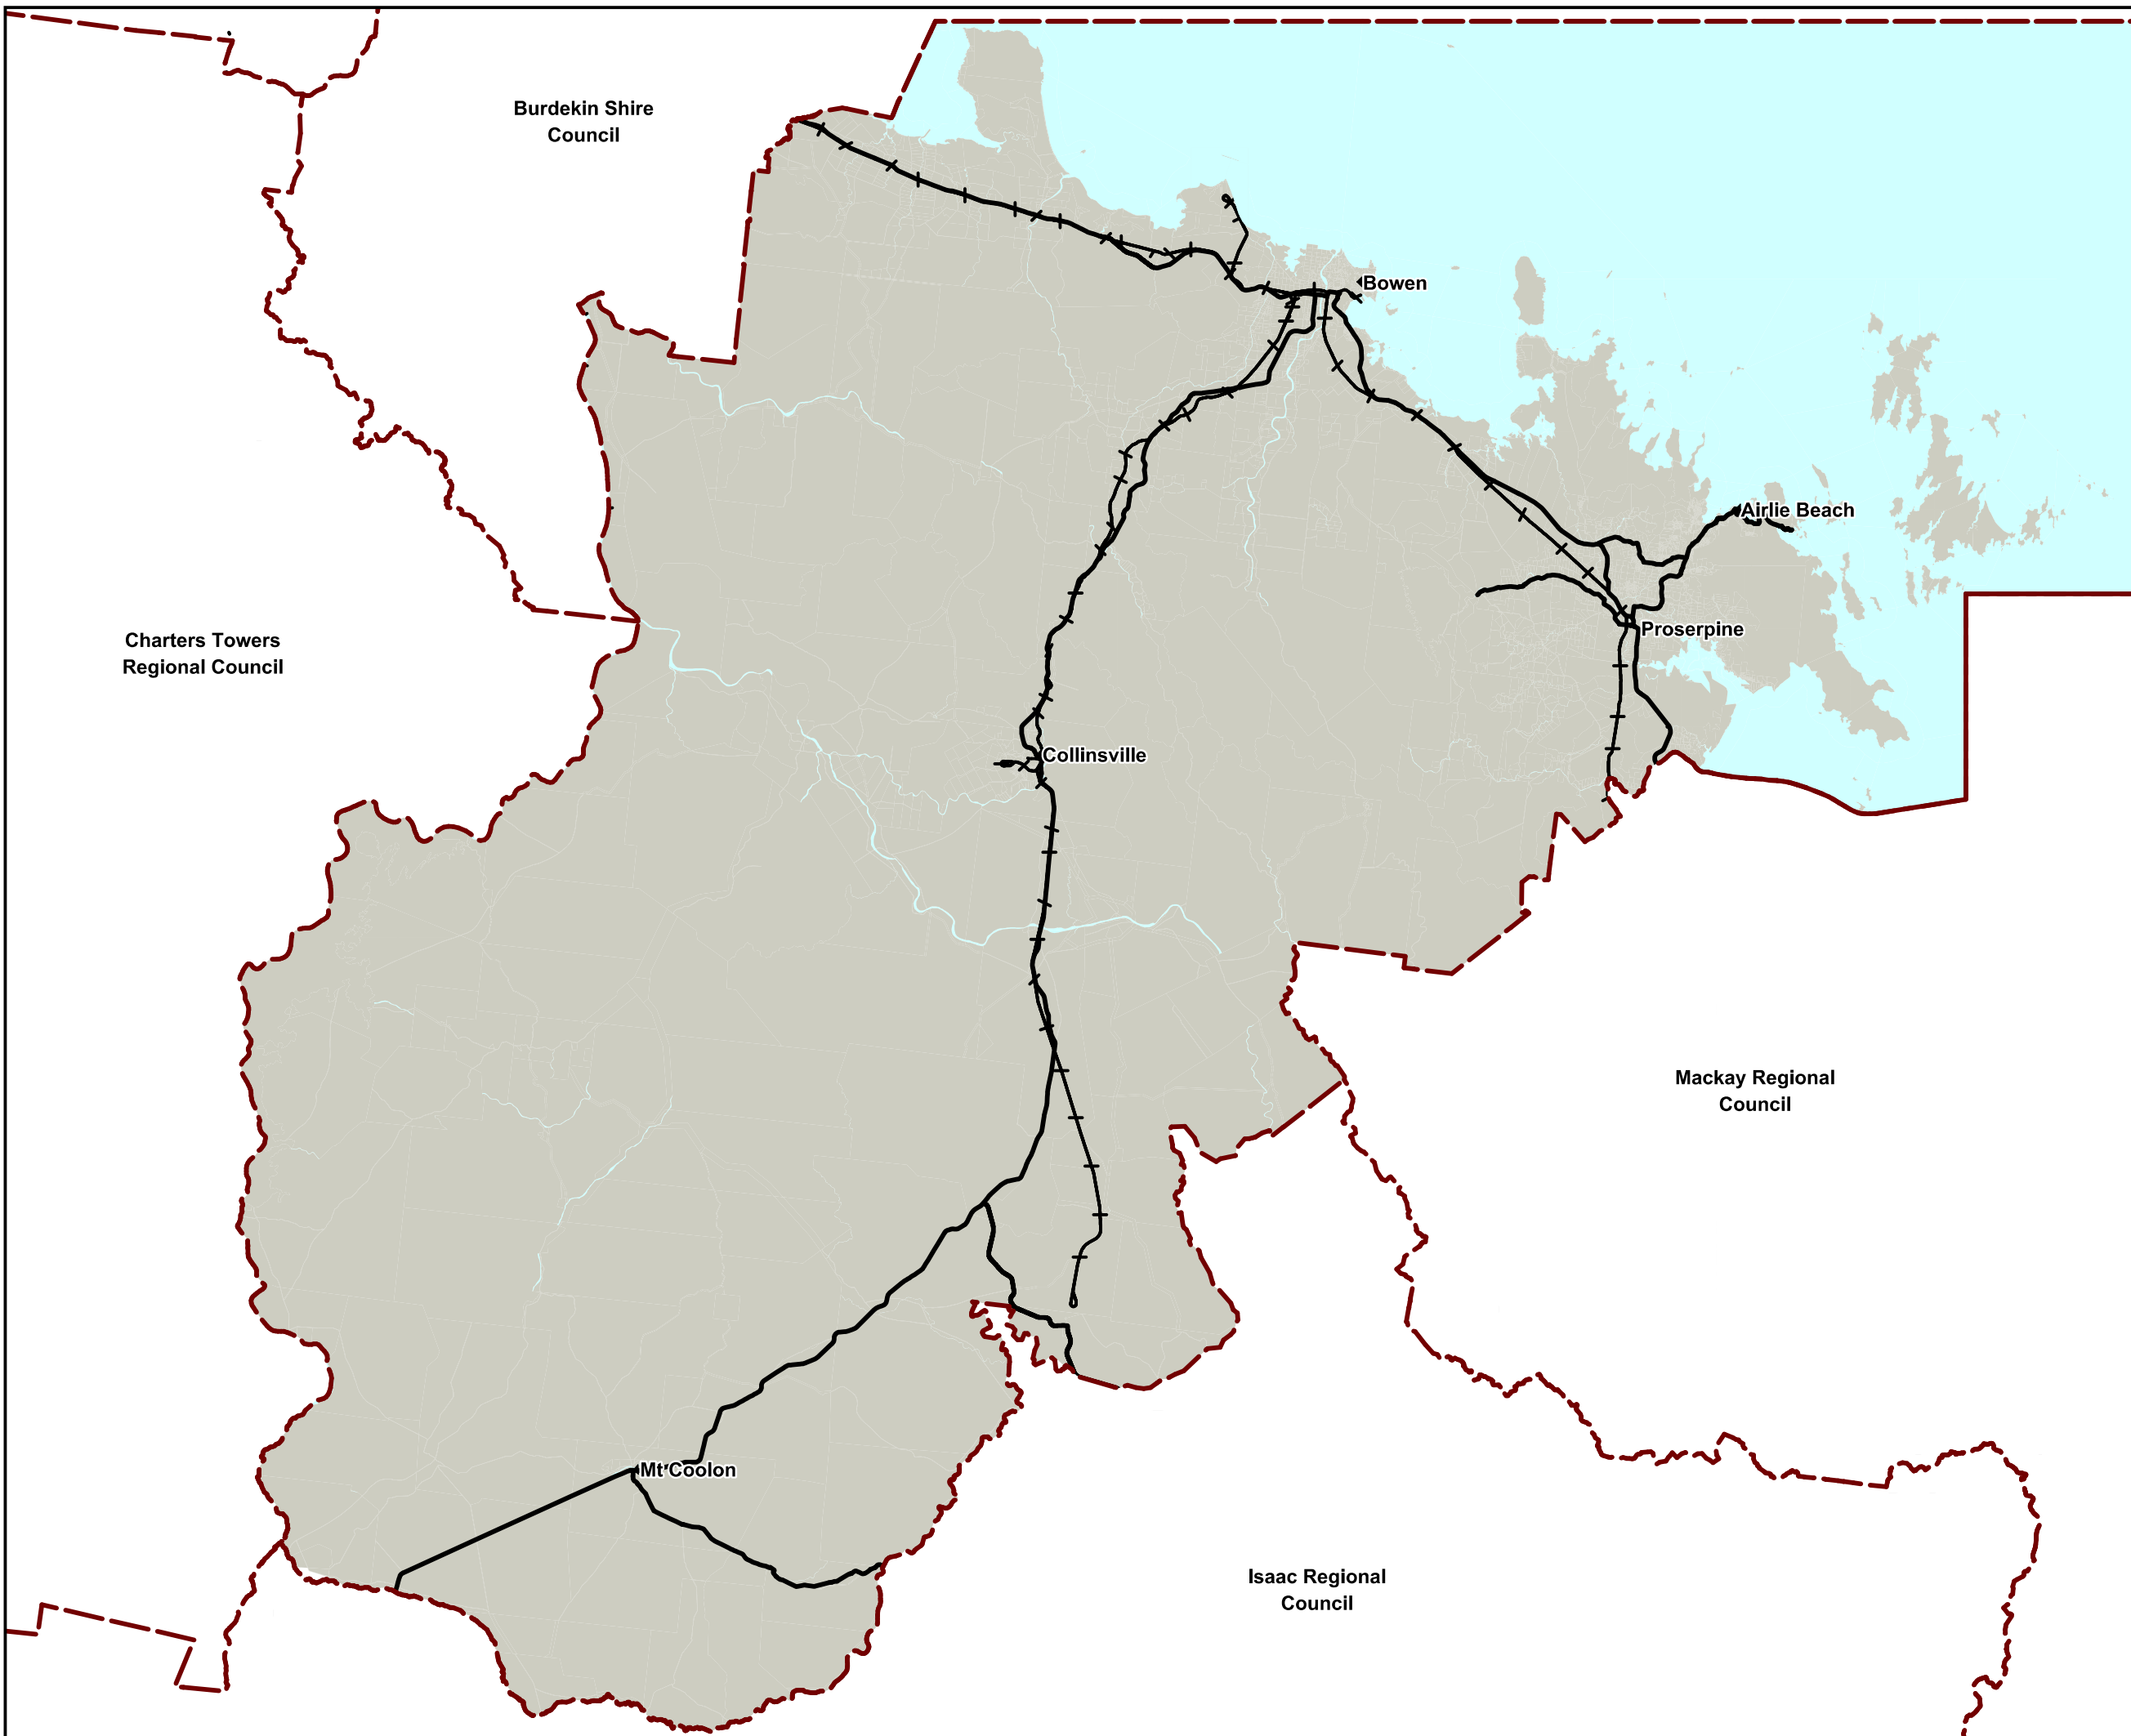 Burdekin Shire
Council
Bowen
Airlie Beach
Charters Towers
Regional Council
Proserpine
Collinsville
Mackay Regional
Council
Mt Coolon
Isaac Regional
Council